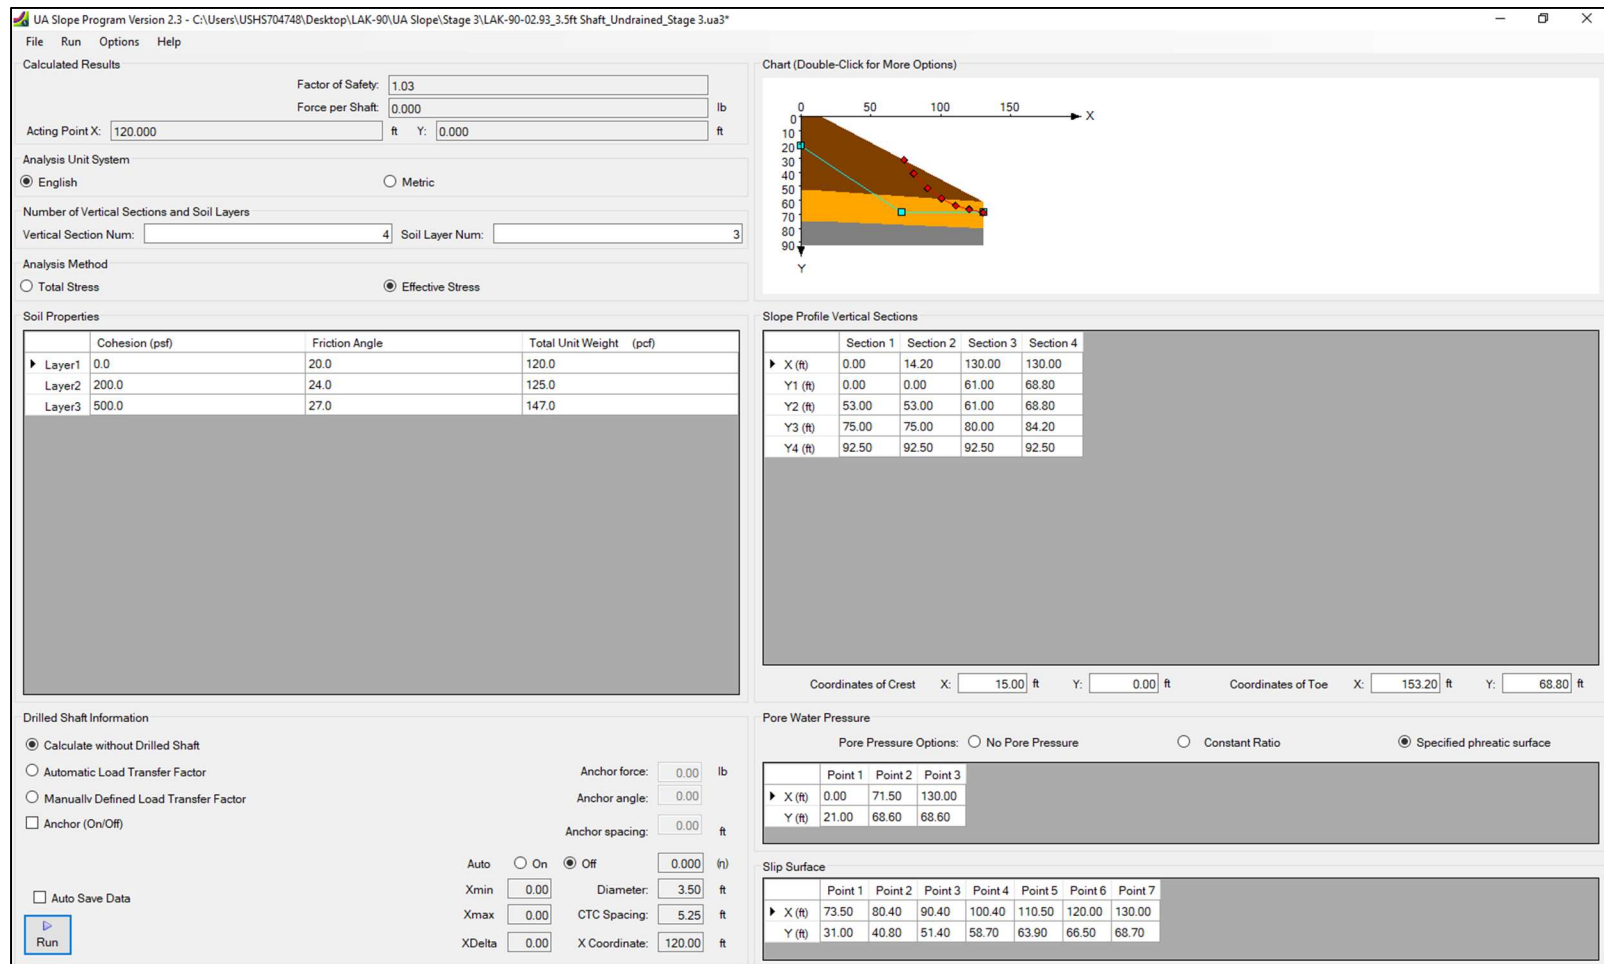 UA Slope Program Version 2.3 - C:\Users\USHS704748\Desktop\LAK-90\UA Slope\Stage 3\LAK-90-02.93_3.5ft Shaft_Undrained_Stage 3.ua3*
File Run Options Help
Calculated Results
Factor of Safety: 1.03
Force per Shaft: 0.000 lb
Acting Point X: 120.000 ft Y: 0.000 ft
Analysis Unit System
English Metric
Number of Vertical Sections and Soil Layers
Vertical Section Num: 4 Soil Layer Num: 3
Analysis Method
Total Stress Effective Stress
Soil Properties
Cohesion (psf) Friction Angle Total Unit Weight (pcf)
Layer1 0.0 20.0 120.0
Layer2 200.0 24.0 125.0
Layer3 500.0 27.0 147.0
Drilled Shaft Information
Calculate without Drilled Shaft
Automatic Load Transfer Factor
Manually Defined Load Transfer Factor
Anchor (On/Off)
Anchor force: 0.00 lb
Anchor angle: 0.00
Anchor spacing: 0.00 ft
Auto On Off 0.000 (η)
Xmin 0.00 Diameter: 3.50 ft
Xmax 0.00 CTC Spacing: 5.25 ft
XDelta 0.00 X Coordinate: 120.00 ft
Auto Save Data
Run
Chart (Double-Click for More Options)
0 50 100 150
X
0
10
20
30
40
50
60
70
80
90
Y
Slope Profile Vertical Sections
Section 1 Section 2 Section 3 Section 4
X (ft) 0.00 14.20 130.00 130.00
Y1 (ft) 0.00 0.00 61.00 68.80
Y2 (ft) 53.00 53.00 61.00 68.80
Y3 (ft) 75.00 75.00 80.00 84.20
Y4 (ft) 92.50 92.50 92.50 92.50
Coordinates of Crest X: 15.00 ft Y: 0.00 ft Coordinates of Toe X: 153.20 ft Y: 68.80 ft
Pore Water Pressure
Pore Pressure Options: No Pore Pressure Constant Ratio Specified phreatic surface
Point 1 Point 2 Point 3
X (ft) 0.00 71.50 130.00
Y (ft) 21.00 68.60 68.60
Slip Surface
Point 1 Point 2 Point 3 Point 4 Point 5 Point 6 Point 7
X (ft) 73.50 80.40 90.40 100.40 110.50 120.00 130.00
Y (ft) 31.00 40.80 51.40 58.70 63.90 66.50 68.70